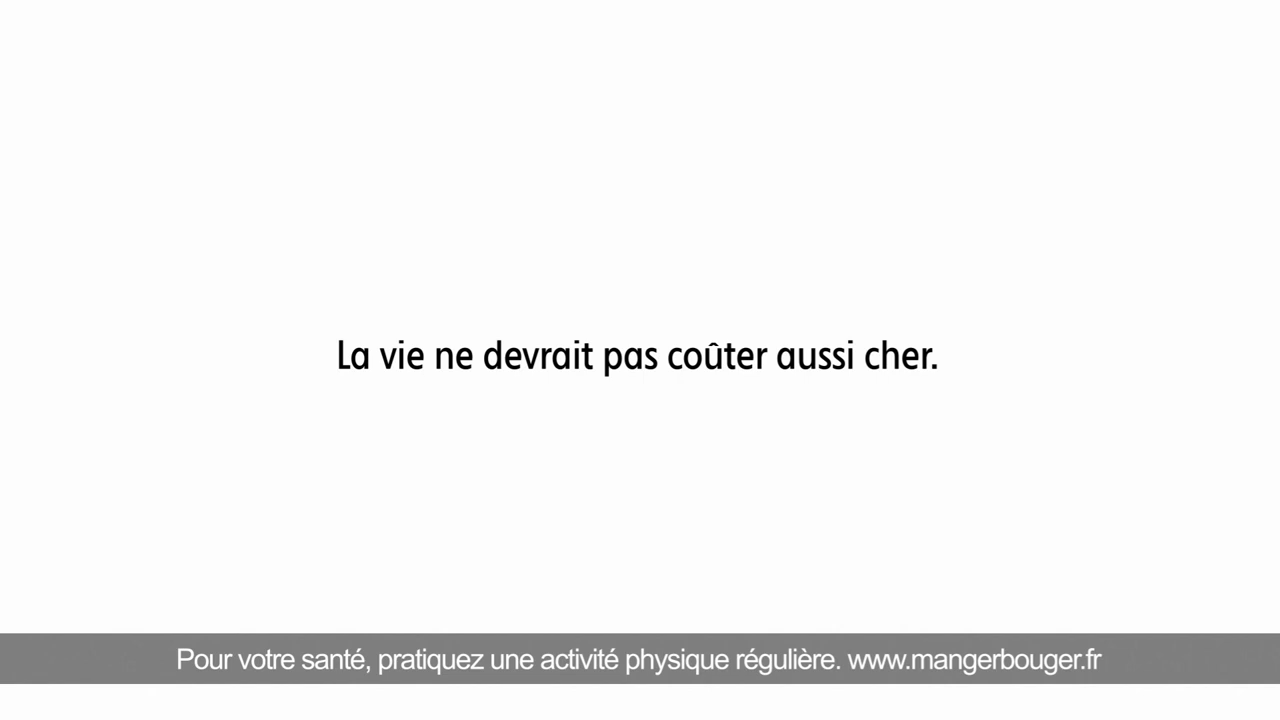 La vie ne devrait pas coûter aussi cher.
Pour votre santé, pratiquez une activité physique régulière. www.mangerbouger.fr